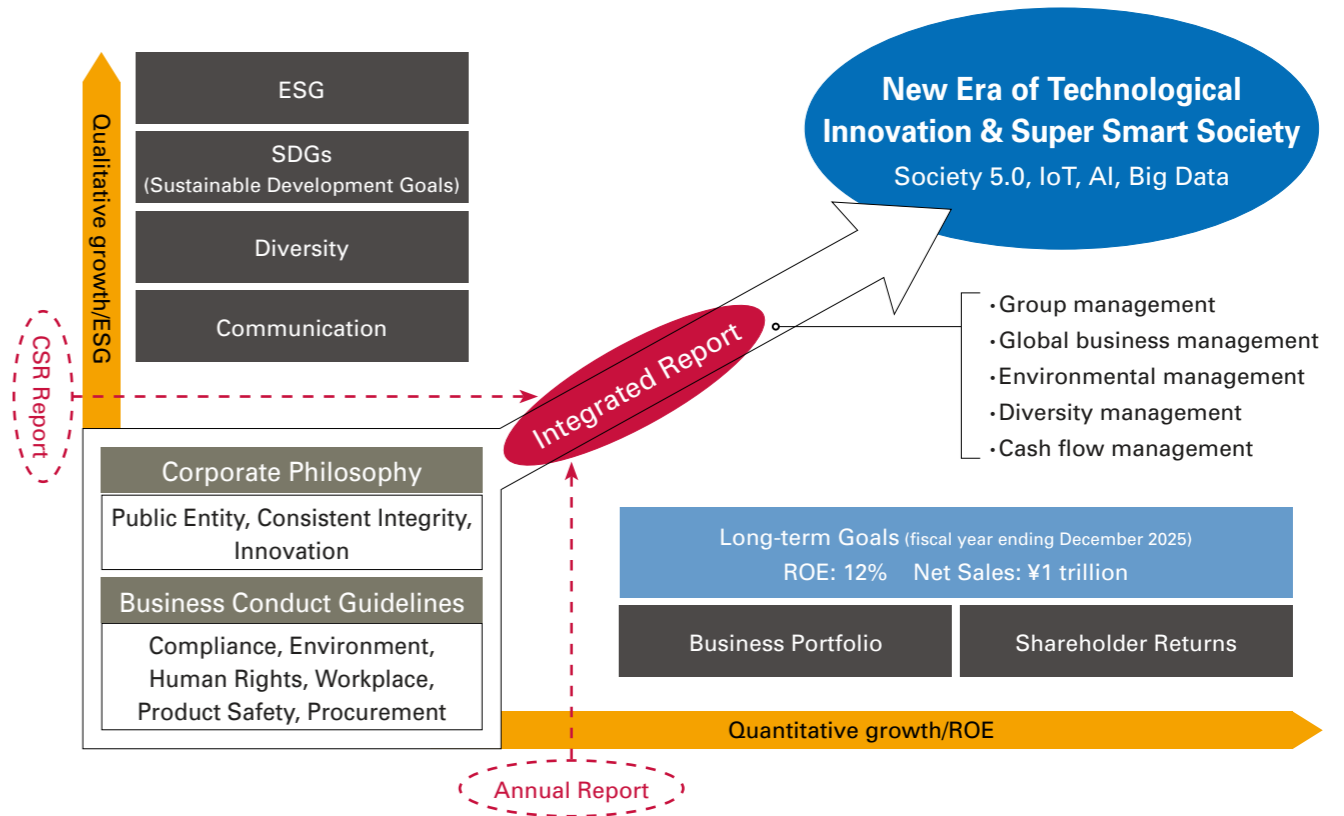 ESG
SDGs
(Sustainable Development Goals)
Diversity
Communication
Qualitative growth/ESG
CSR Report
New Era of Technological
Innovation & Super Smart Society
Society 5.0, IoT, AI, Big Data
Integrated Report
・Group management
・Global business management
・Environmental management
・Diversity management
・Cash flow management
Corporate Philosophy
Public Entity, Consistent Integrity,
Innovation
Business Conduct Guidelines
Compliance, Environment,
Human Rights, Workplace,
Product Safety, Procurement
Long-term Goals (fiscal year ending December 2025)
ROE: 12% Net Sales: ¥1 trillion
Business Portfolio
Shareholder Returns
Quantitative growth/ROE
Annual Report